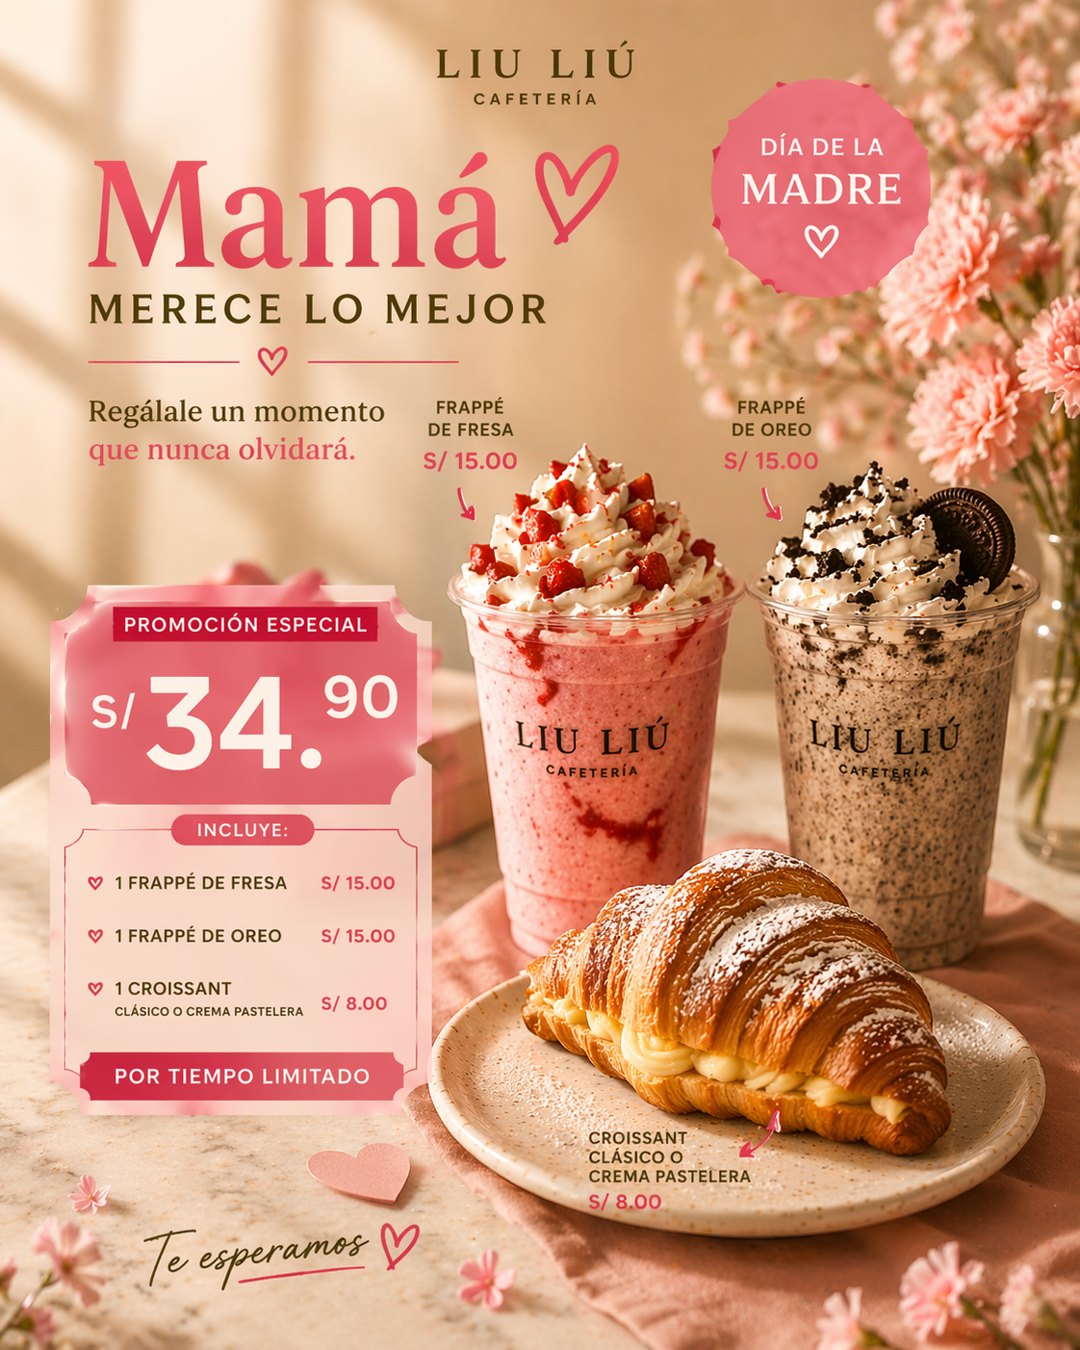 LIU LIÚ
CAFETERÍA
DÍA DE LA
MADRE
Mamá
MERECE LO MEJOR
Regálale un momento
que nunca olvidará.
FRAPPÉ
DE FRESA
S/ 15.00
FRAPPÉ
DE OREO
S/ 15.00
PROMOCIÓN ESPECIAL
S/ 34.90
INCLUYE:
1 FRAPPÉ DE FRESA S/ 15.00
1 FRAPPÉ DE OREO S/ 15.00
1 CROISSANT
CLÁSICO O CREMA PASTELERA S/ 8.00
POR TIEMPO LIMITADO
LIU LIÚ
CAFETERÍA
LIU LIÚ
CAFETERÍA
CROISSANT
CLÁSICO O
CREMA PASTELERA
S/ 8.00
Te esperamos